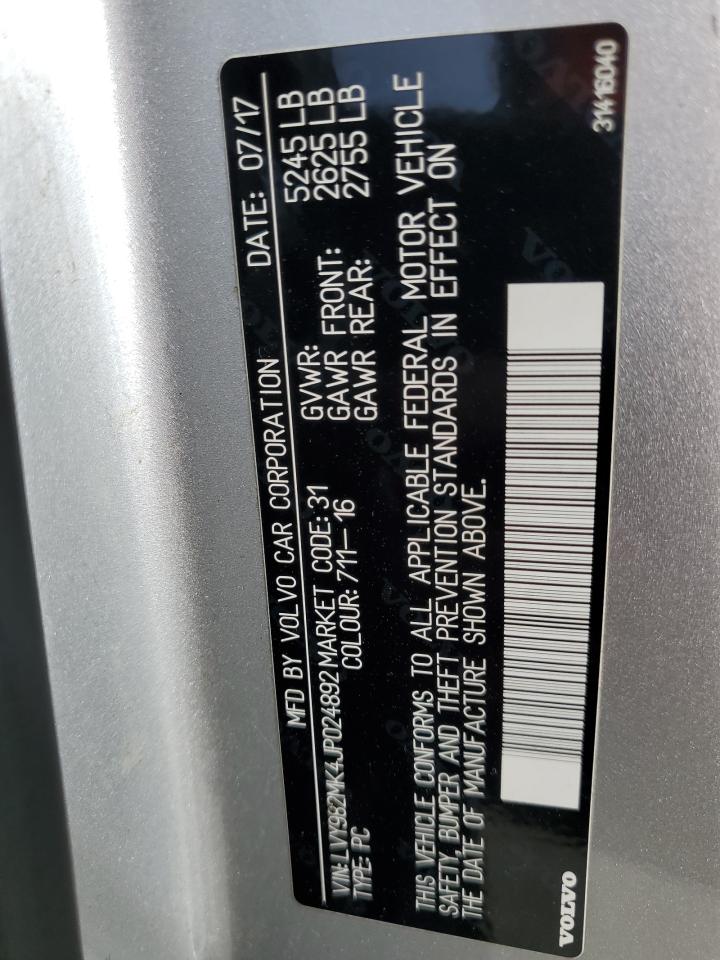 MFD BY VOLVO CAR CORPORATION DATE: 07/17
VIN: LVY982MK4JP024892 MARKET CODE: 31 GVWR: 5245 LB
TYPE: PC COLOUR: 711-16 GAWR FRONT: 2625 LB
GAWR REAR: 2755 LB
THIS VEHICLE CONFORMS TO ALL APPLICABLE FEDERAL MOTOR VEHICLE
SAFETY, BUMPER AND THEFT PREVENTION STANDARDS IN EFFECT ON
THE DATE OF MANUFACTURE SHOWN ABOVE.
VOLVO
31416040